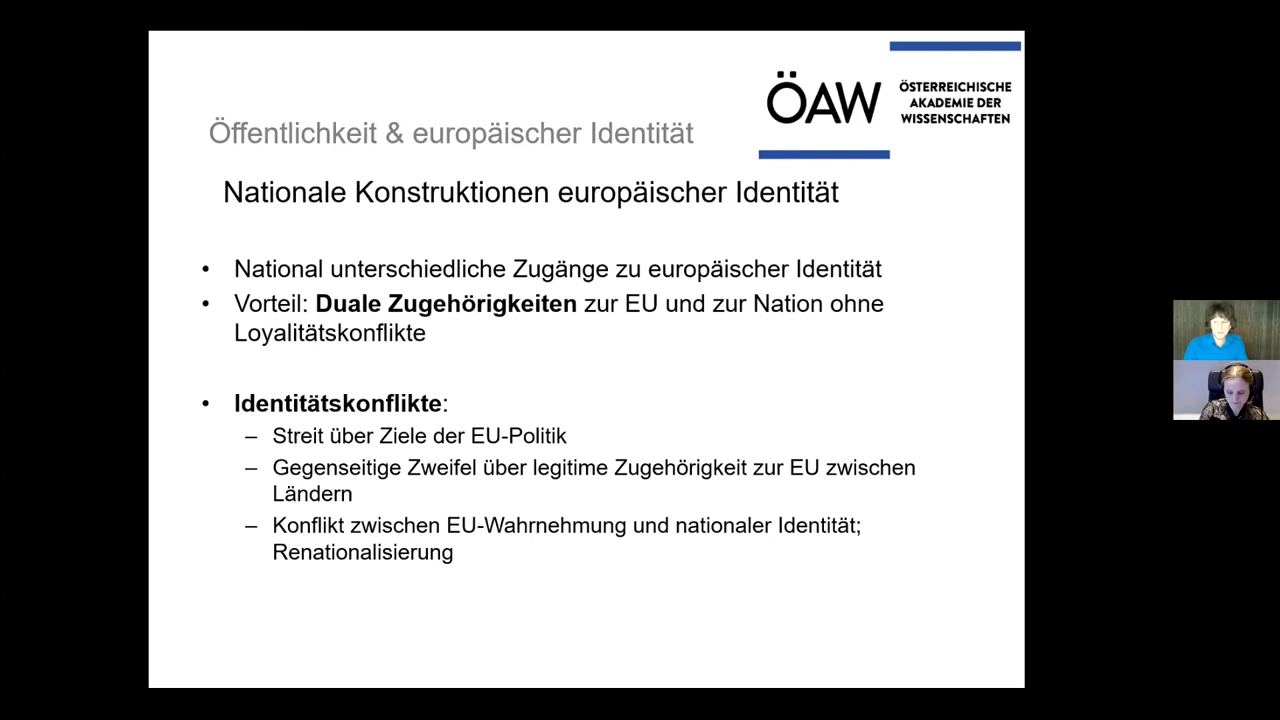 ÖAW
ÖSTERREICHISCHE
AKADEMIE DER
WISSENSCHAFTEN
Öffentlichkeit & europäischer Identität
Nationale Konstruktionen europäischer Identität
• National unterschiedliche Zugänge zu europäischer Identität
• Vorteil: Duale Zugehörigkeiten zur EU und zur Nation ohne
Loyalitätskonflikte
• Identitätskonflikte:
– Streit über Ziele der EU-Politik
– Gegenseitige Zweifel über legitime Zugehörigkeit zur EU zwischen
Ländern
– Konflikt zwischen EU-Wahrnehmung und nationaler Identität;
Renationalisierung